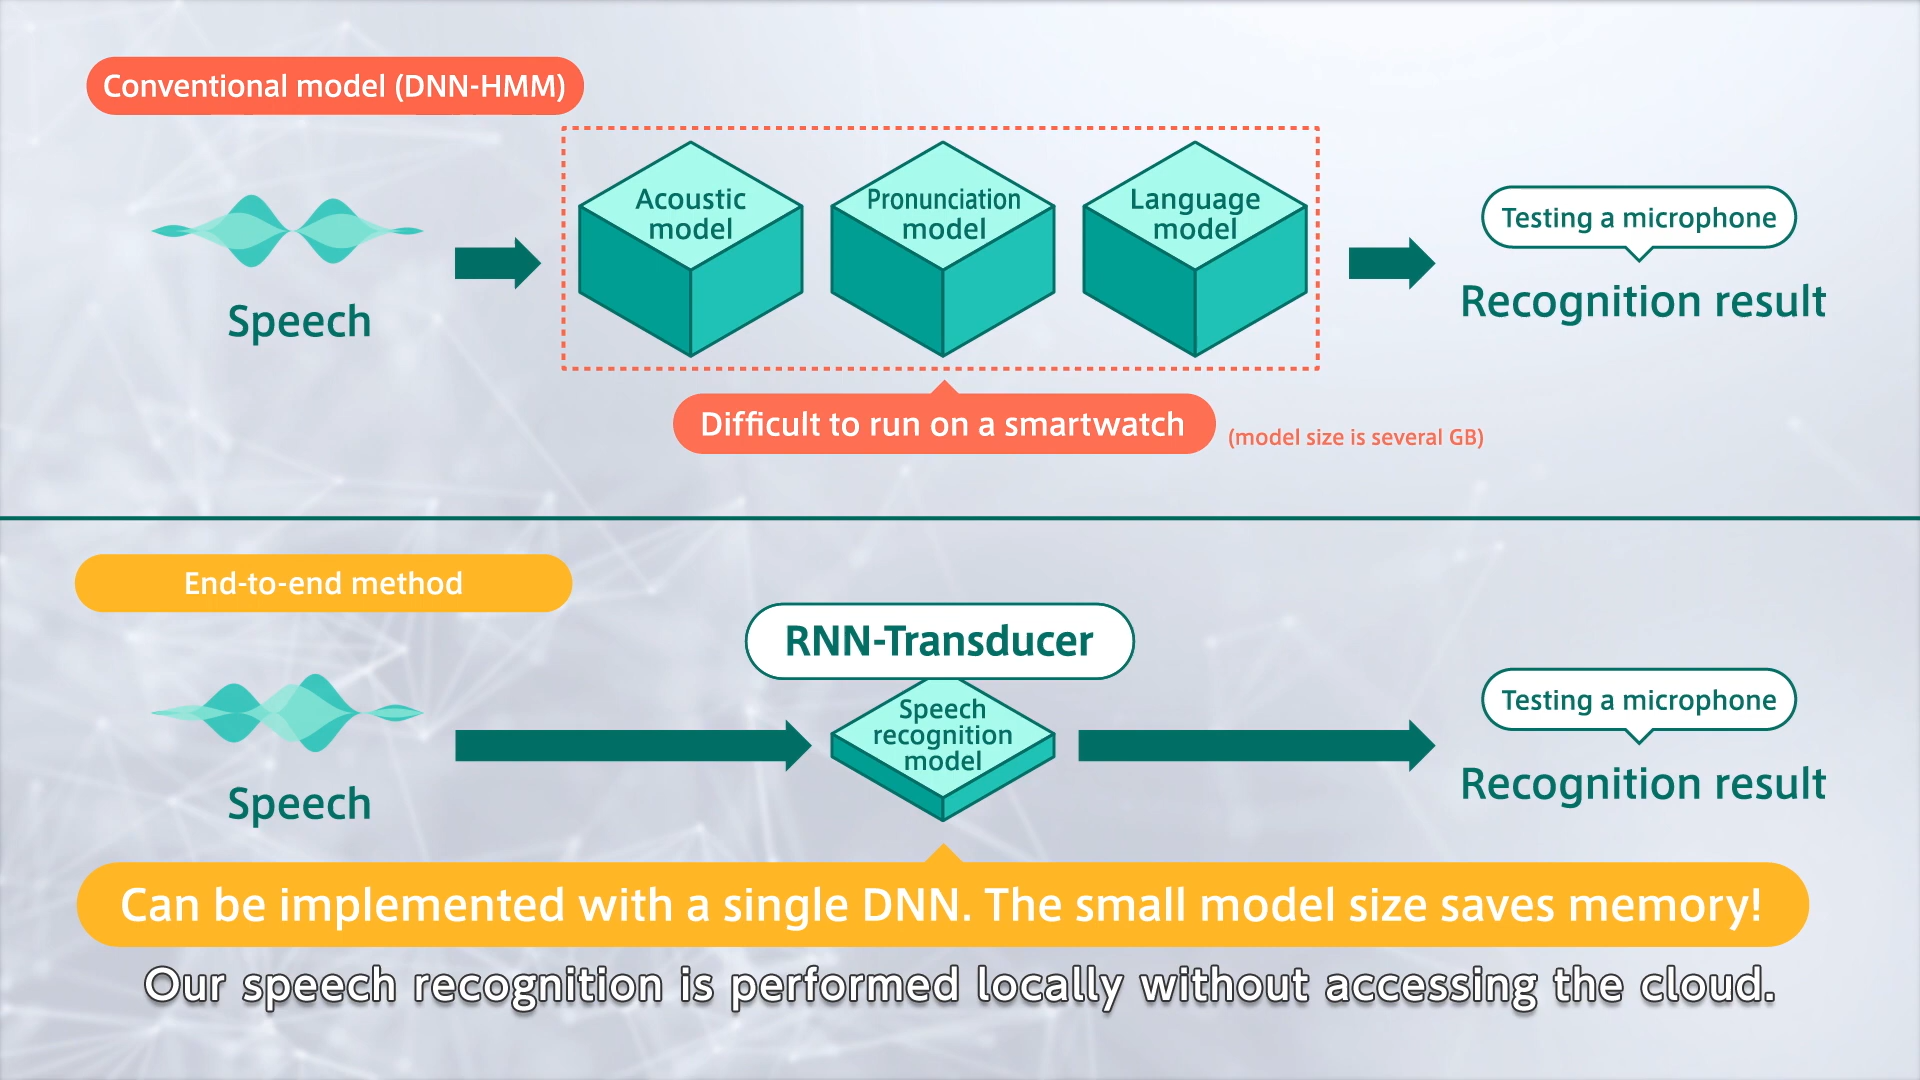 Conventional model (DNN-HMM)
Acoustic
model
Pronunciation
model
Language
model
Testing a microphone
Speech
Recognition result
Difficult to run on a smartwatch
(model size is several GB)
End-to-end method
RNN-Transducer
Speech
recognition
model
Testing a microphone
Speech
Recognition result
Can be implemented with a single DNN. The small model size saves memory!
Our speech recognition is performed locally without accessing the cloud.